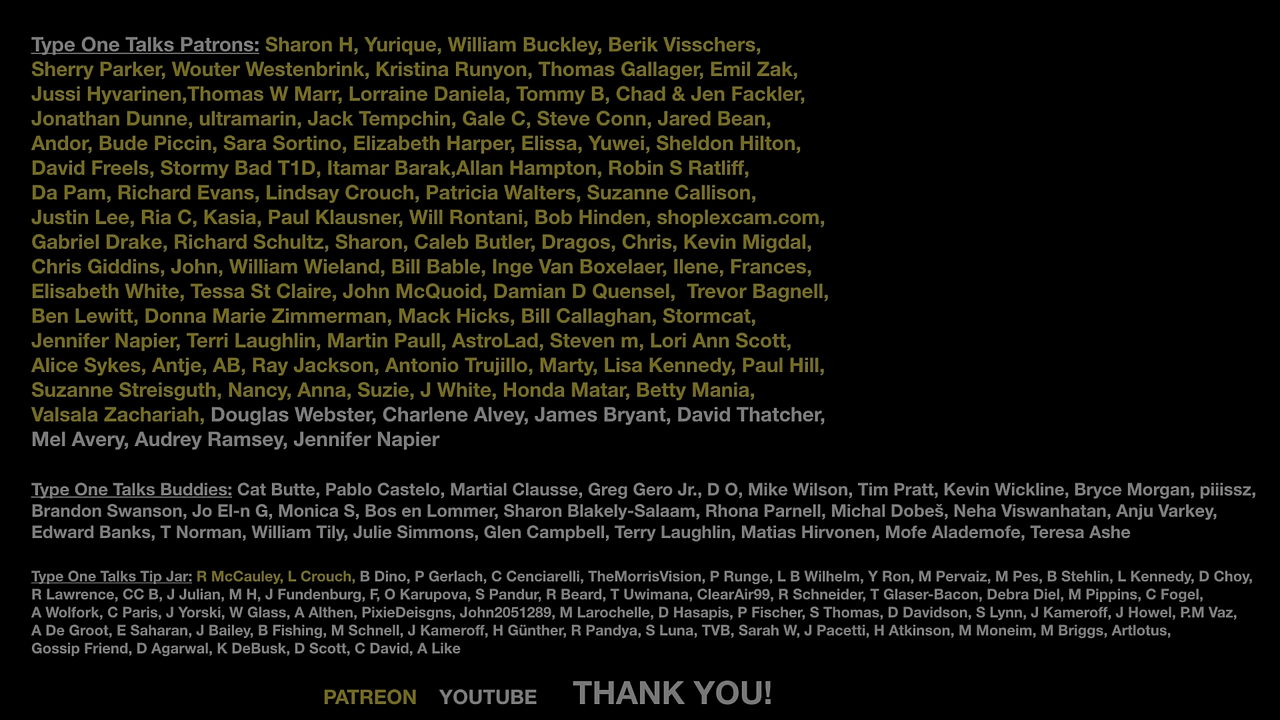 Type One Talks Patrons: Sharon H, Yurique, William Buckley, Berik Visschers,
Sherry Parker, Wouter Westenbrink, Kristina Runyon, Thomas Gallager, Emil Zak,
Jussi Hyvarinen,Thomas W Marr, Lorraine Daniela, Tommy B, Chad & Jen Fackler,
Jonathan Dunne, ultramarin, Jack Tempchin, Gale C, Steve Conn, Jared Bean,
Andor, Bude Piccin, Sara Sortino, Elizabeth Harper, Elissa, Yuwei, Sheldon Hilton,
David Freels, Stormy Bad T1D, Itamar Barak,Allan Hampton, Robin S Ratliff,
Da Pam, Richard Evans, Lindsay Crouch, Patricia Walters, Suzanne Callison,
Justin Lee, Ria C, Kasia, Paul Klausner, Will Rontani, Bob Hinden, shoplexcam.com,
Gabriel Drake, Richard Schultz, Sharon, Caleb Butler, Dragos, Chris, Kevin Migdal,
Chris Giddins, John, William Wieland, Bill Bable, Inge Van Boxelaer, Ilene, Frances,
Elisabeth White, Tessa St Claire, John McQuoid, Damian D Quensel,  Trevor Bagnell,
Ben Lewitt, Donna Marie Zimmerman, Mack Hicks, Bill Callaghan, Stormcat,
Jennifer Napier, Terri Laughlin, Martin Paull, AstroLad, Steven m, Lori Ann Scott,
Alice Sykes, Antje, AB, Ray Jackson, Antonio Trujillo, Marty, Lisa Kennedy, Paul Hill,
Suzanne Streisguth, Nancy, Anna, Suzie, J White, Honda Matar, Betty Mania,
Valsala Zachariah, Douglas Webster, Charlene Alvey, James Bryant, David Thatcher,
Mel Avery, Audrey Ramsey, Jennifer Napier
Type One Talks Buddies: Cat Butte, Pablo Castelo, Martial Clausse, Greg Gero Jr., D O, Mike Wilson, Tim Pratt, Kevin Wickline, Bryce Morgan, piiissz,
Brandon Swanson, Jo El-n G, Monica S, Bos en Lommer, Sharon Blakely-Salaam, Rhona Parnell, Michal Dobeš, Neha Viswanhatan, Anju Varkey,
Edward Banks, T Norman, William Tily, Julie Simmons, Glen Campbell, Terry Laughlin, Matias Hirvonen, Mofe Alademofe, Teresa Ashe
Type One Talks Tip Jar: R McCauley, L Crouch, B Dino, P Gerlach, C Cenciarelli, TheMorrisVision, P Runge, L B Wilhelm, Y Ron, M Pervaiz, M Pes, B Stehlin, L Kennedy, D Choy,
R Lawrence, CC B, J Julian, M H, J Fundenburg, F, O Karupova, S Pandur, R Beard, T Uwimana, ClearAir99, R Schneider, T Glaser-Bacon, Debra Diel, M Pippins, C Fogel,
A Wolfork, C Paris, J Yorski, W Glass, A Althen, PixieDeisgns, John2051289, M Larochelle, D Hasapis, P Fischer, S Thomas, D Davidson, S Lynn, J Kameroff, J Howel, P.M Vaz,
A De Groot, E Saharan, J Bailey, B Fishing, M Schnell, J Kameroff, H Günther, R Pandya, S Luna, TVB, Sarah W, J Pacetti, H Atkinson, M Moneim, M Briggs, Artlotus,
Gossip Friend, D Agarwal, K DeBusk, D Scott, C David, A Like
PATREON YOUTUBE THANK YOU!